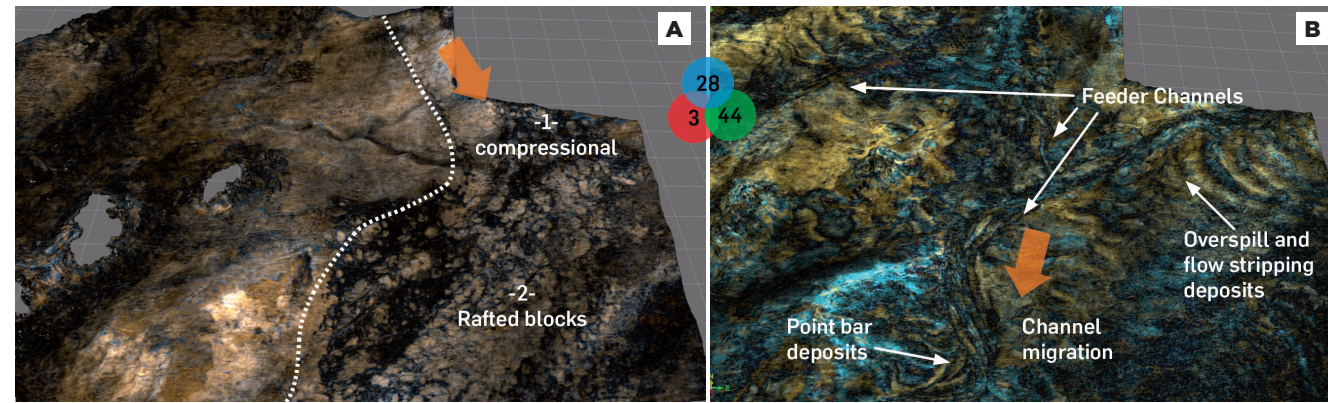 A
-1-
compressional
-2-
Rafted blocks
28
3
44
B
Feeder Channels
Overspill and
flow stripping
deposits
Point bar
deposits
Channel
migration